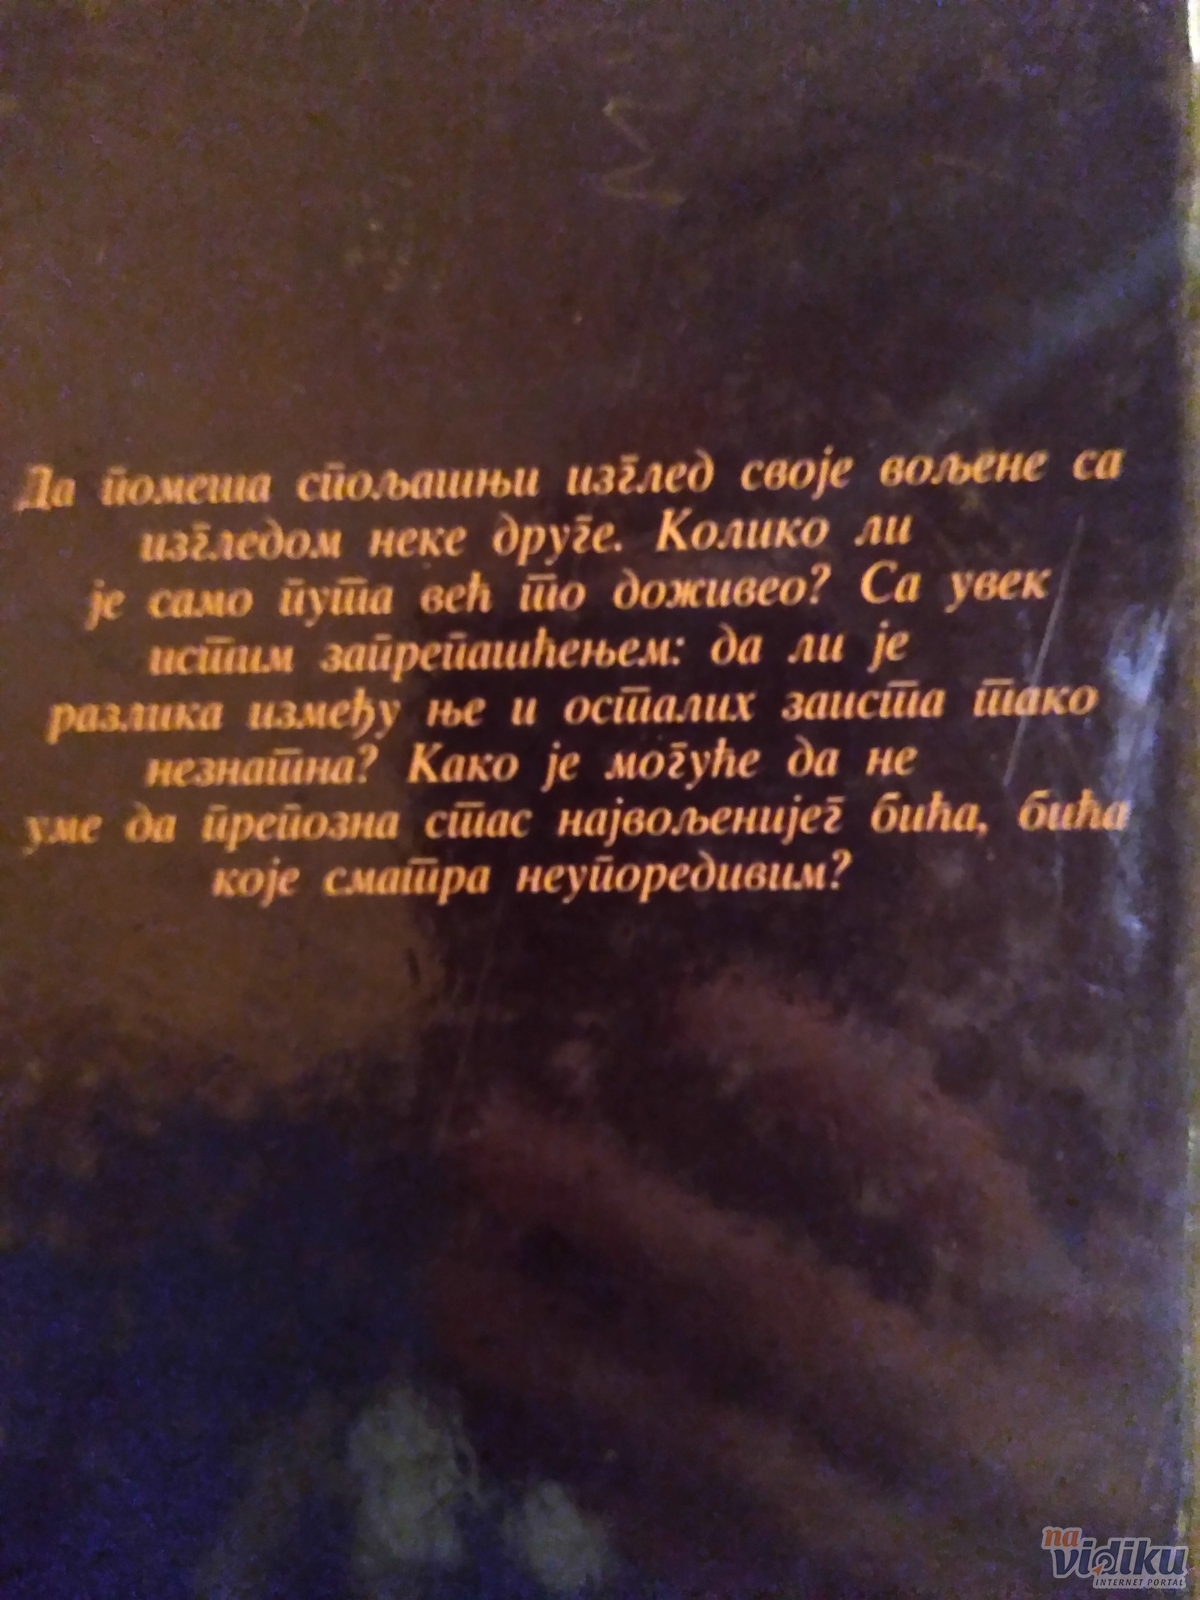 Да помеша спољашњи изглед своје вољене са
изгледом неке друге. Колико ли
је само пута већ то доживео? Са увек
истим запрепашћењем: да ли је
разлика између ње и осталих заиста тако
незнатна? Како је могуће да не
уме да препозна стас највољенијег бића, бића
које сматра неупоредивим?
na
vidiku
INTERNET PORTAL